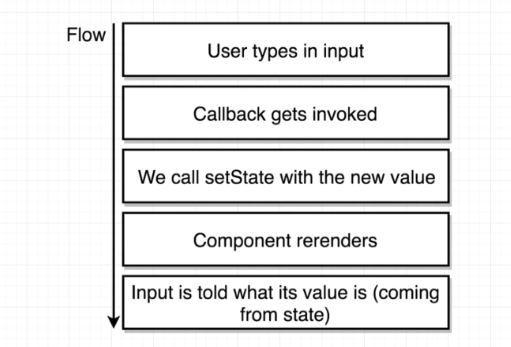 Flow
User types in input
Callback gets invoked
We call setState with the new value
Component rerenders
Input is told what its value is (coming
from state)